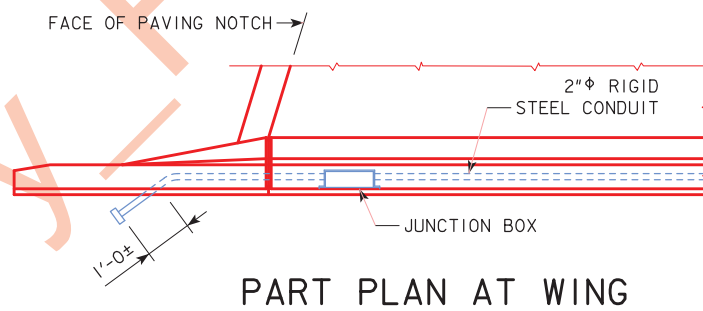 FACE OF PAVING NOTCH
2"ϕ RIGID
STEEL CONDUIT
JUNCTION BOX
1'-0±
PART PLAN AT WING